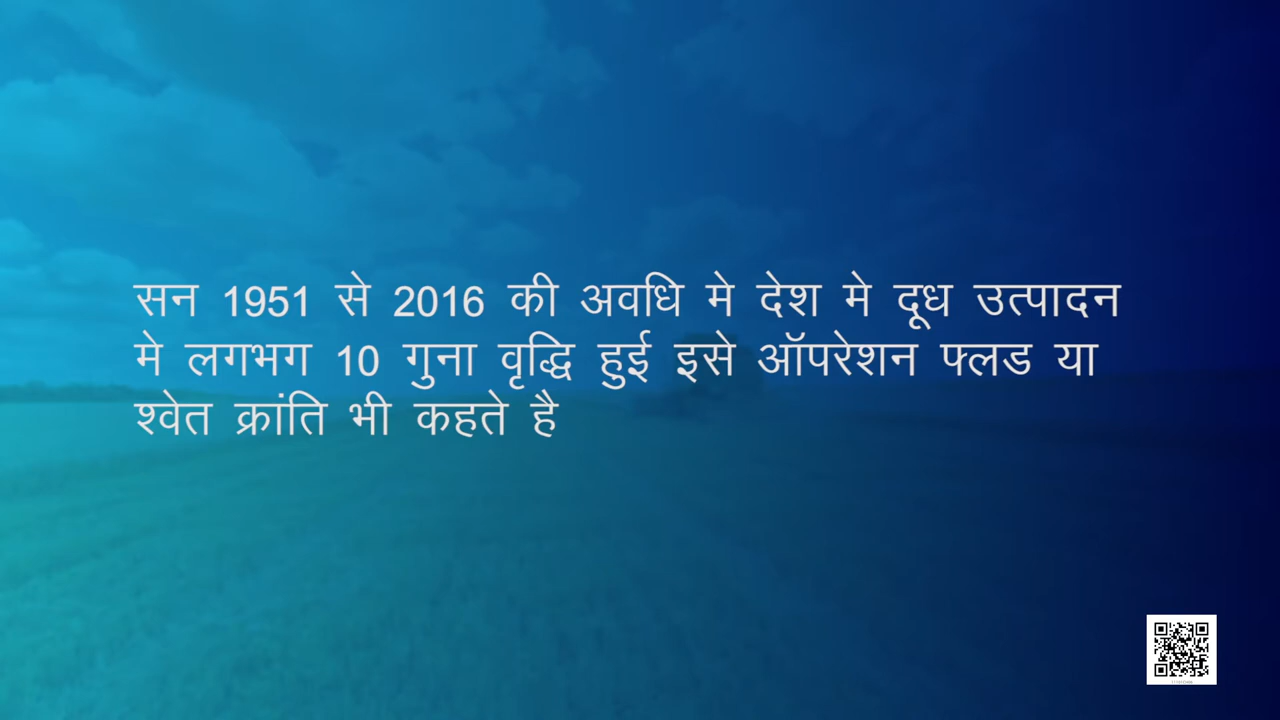 सन 1951 से 2016 की अवधि मे देश मे दूध उत्पादन
मे लगभग 10 गुना वृद्धि हुई इसे ऑपरेशन फ्लड या
श्वेत क्रांति भी कहते है